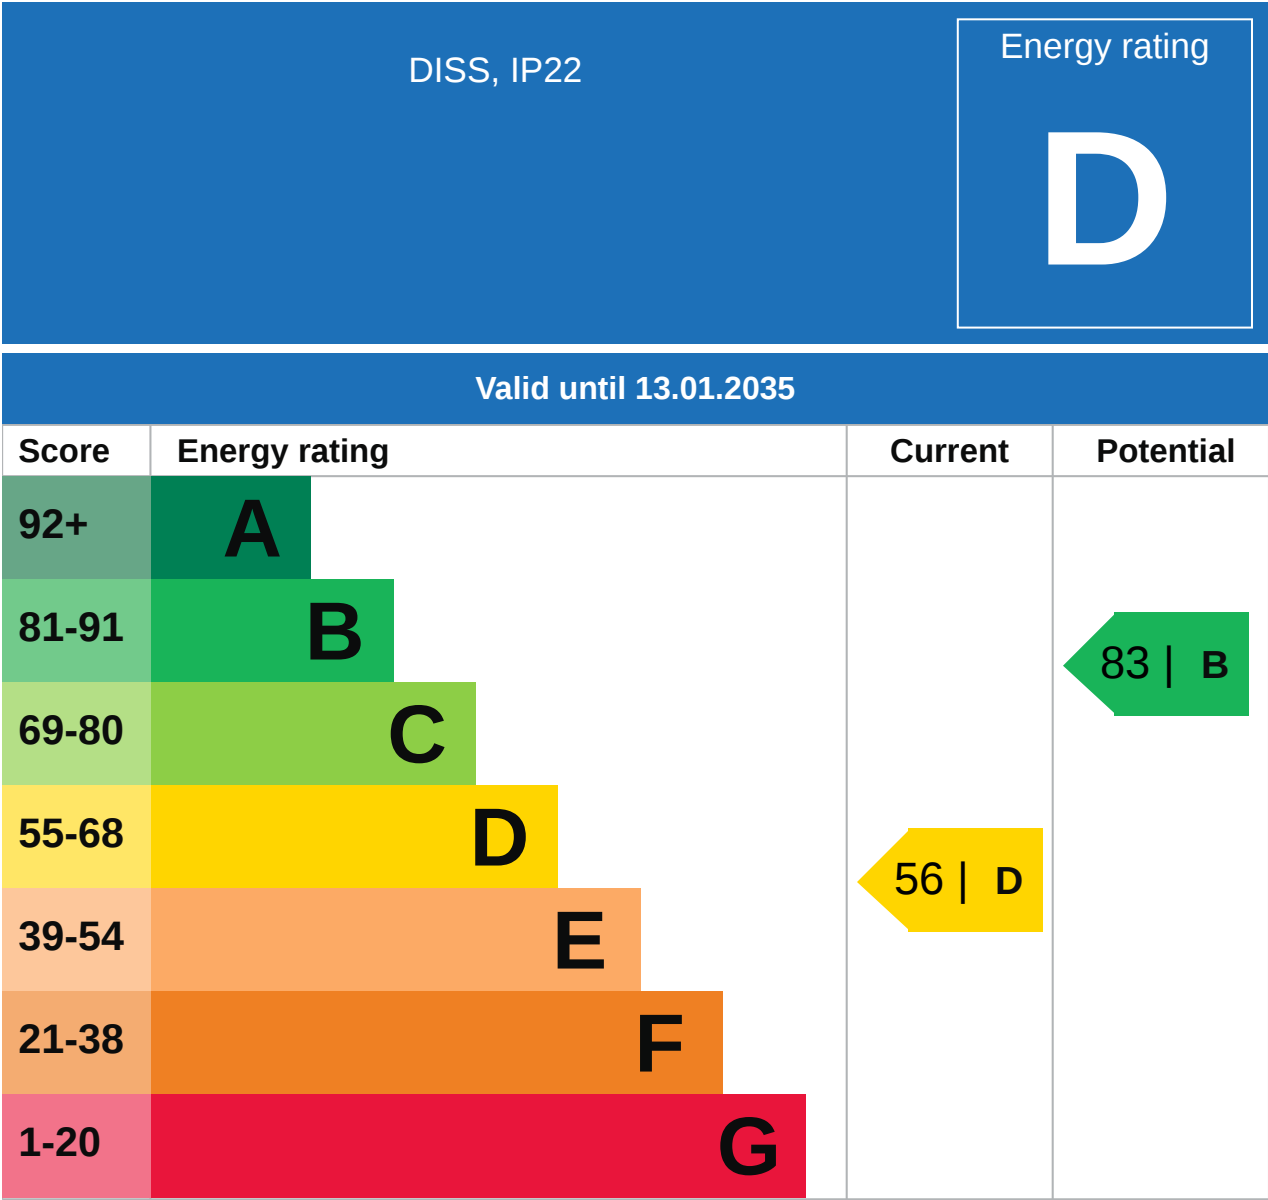 DISS, IP22
Energy rating
D
Valid until 13.01.2035
Score Energy rating Current Potential
92+ A
81-91 B
83 | B
69-80 C
55-68 D
56 | D
39-54 E
21-38 F
1-20 G